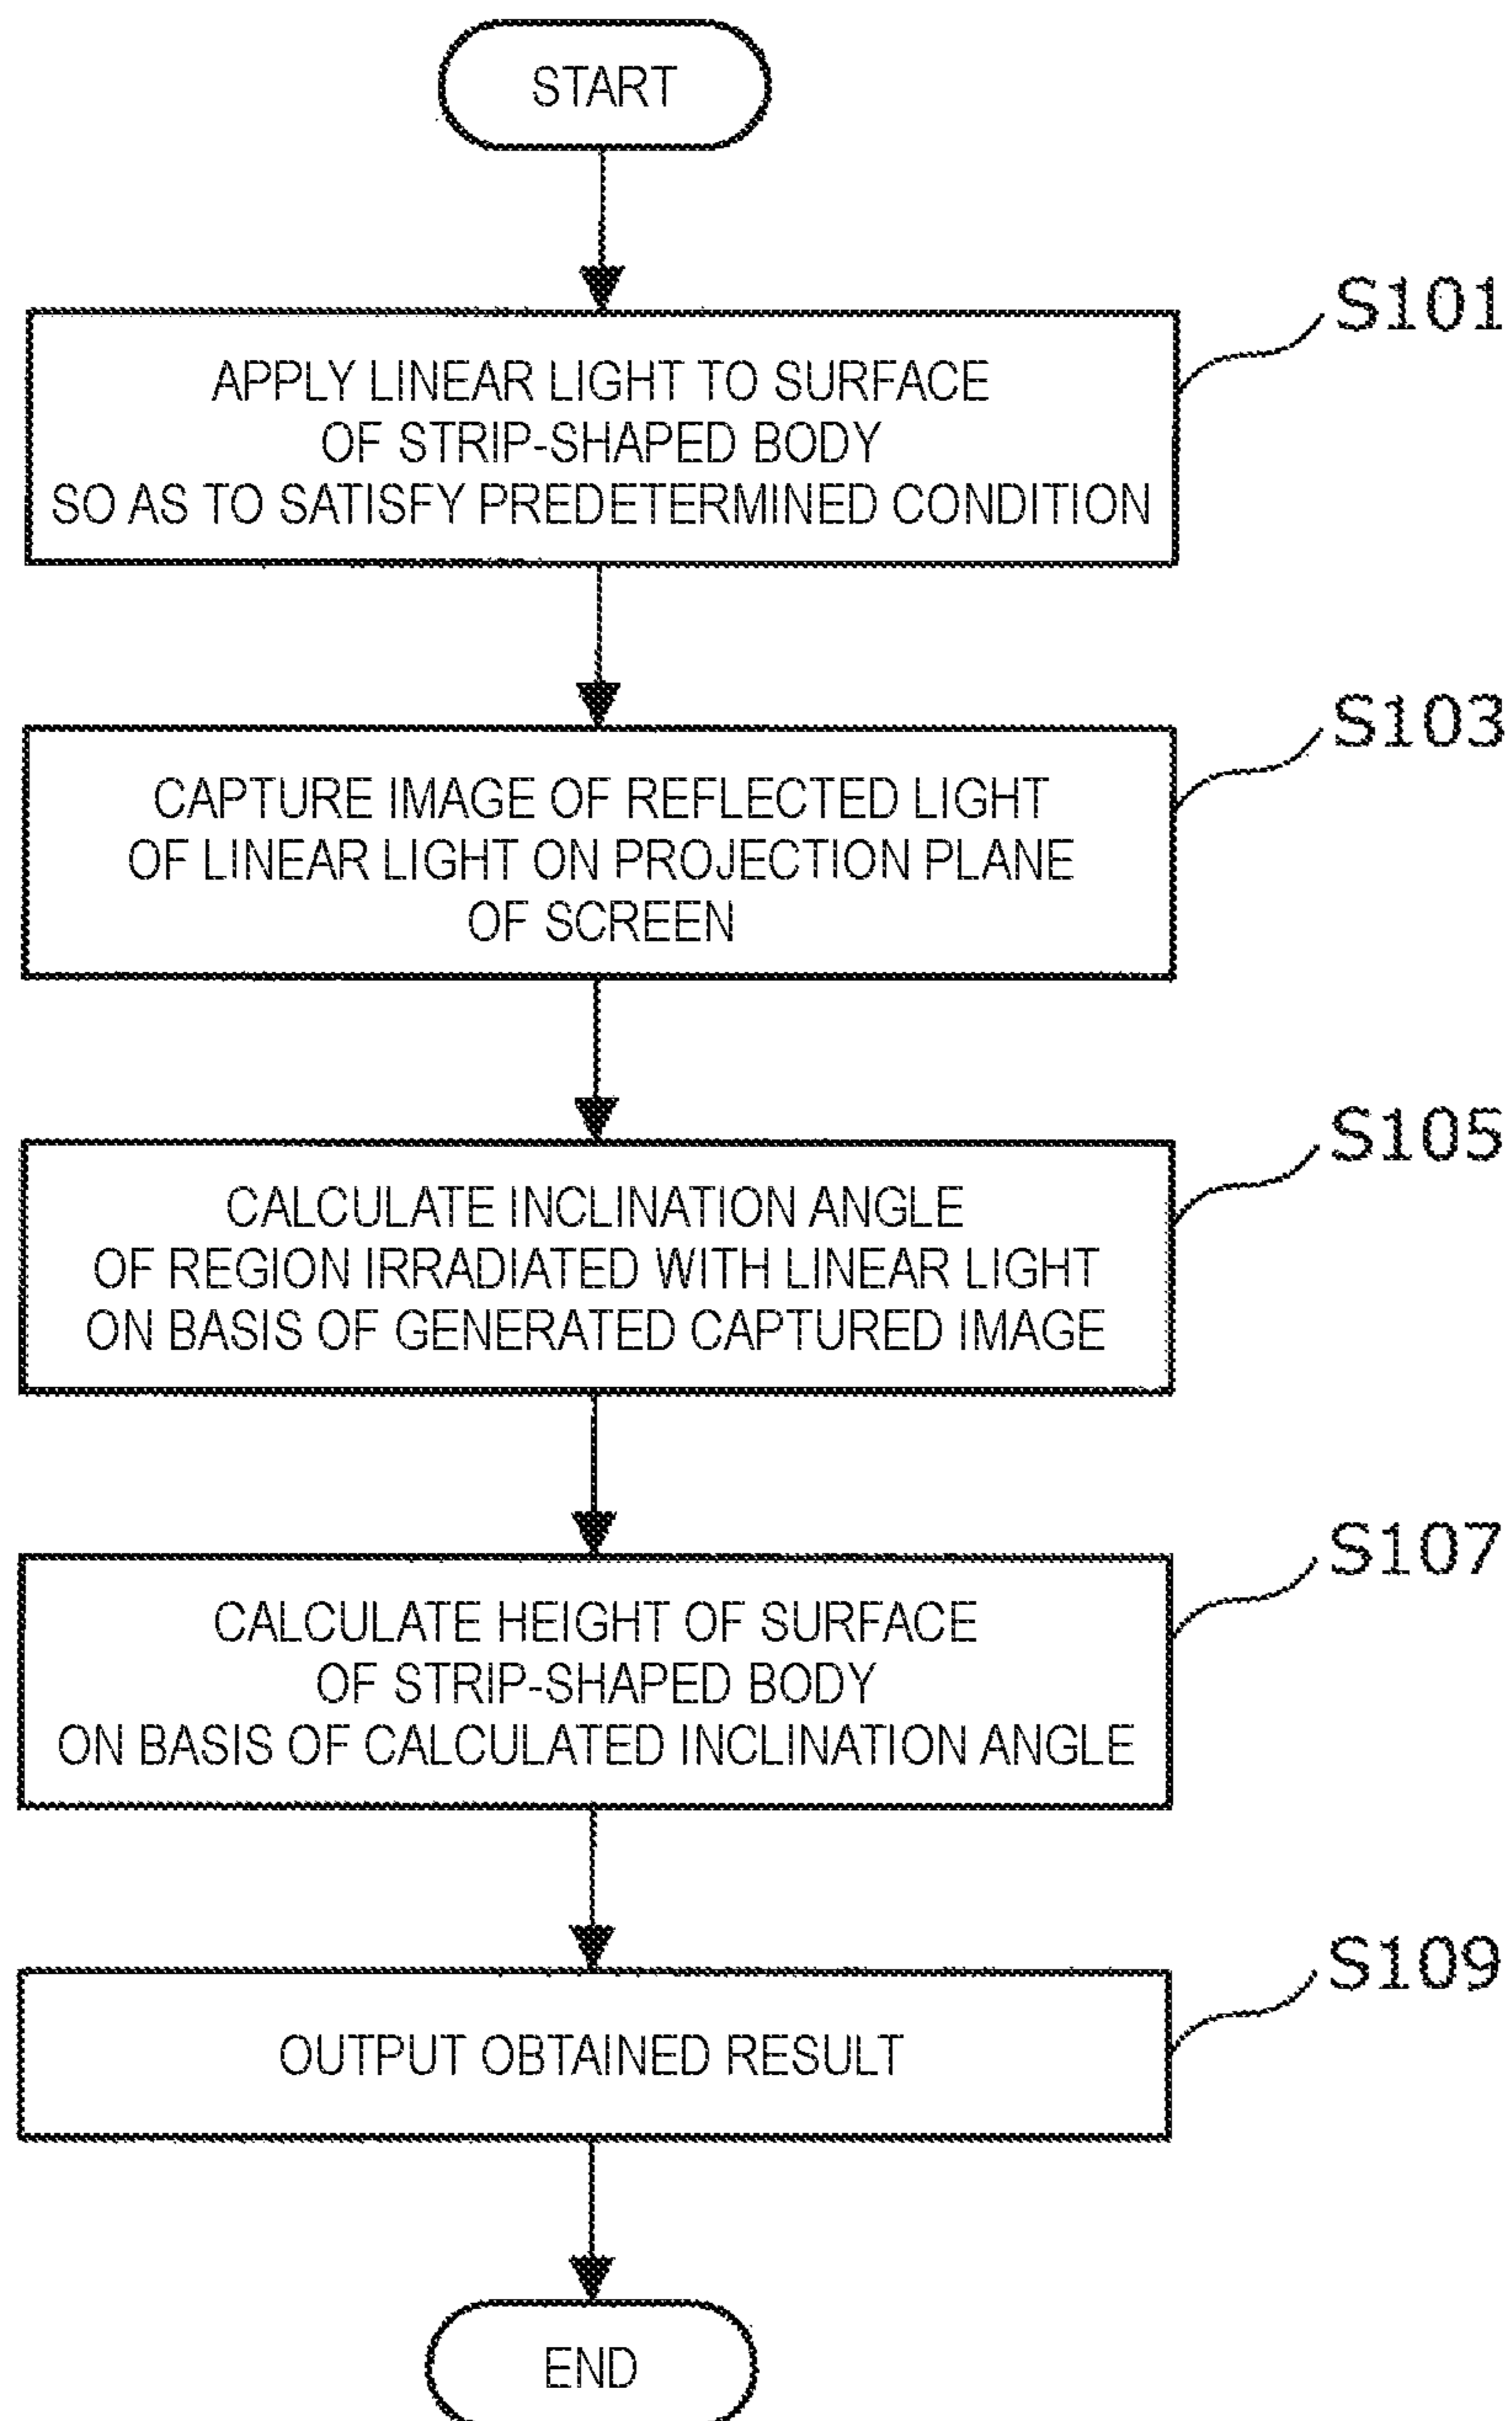 START
S101
APPLY LINEAR LIGHT TO SURFACE
OF STRIP-SHAPED BODY
SO AS TO SATISFY PREDETERMINED CONDITION
S103
CAPTURE IMAGE OF REFLECTED LIGHT
OF LINEAR LIGHT ON PROJECTION PLANE
OF SCREEN
S105
CALCULATE INCLINATION ANGLE
OF REGION IRRADIATED WITH LINEAR LIGHT
ON BASIS OF GENERATED CAPTURED IMAGE
S107
CALCULATE HEIGHT OF SURFACE
OF STRIP-SHAPED BODY
ON BASIS OF CALCULATED INCLINATION ANGLE
S109
OUTPUT OBTAINED RESULT
END